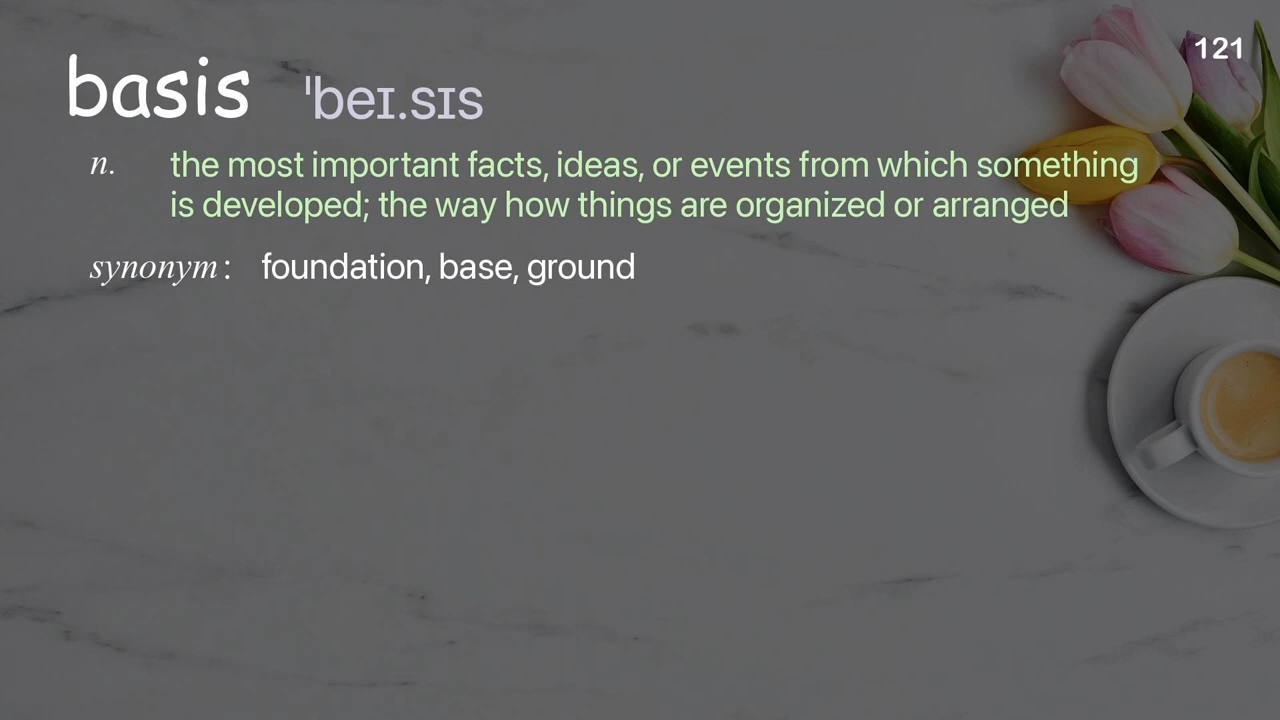 121
basis ˈbeɪ.sɪs
n. the most important facts, ideas, or events from which something
is developed; the way how things are organized or arranged
synonym: foundation, base, ground